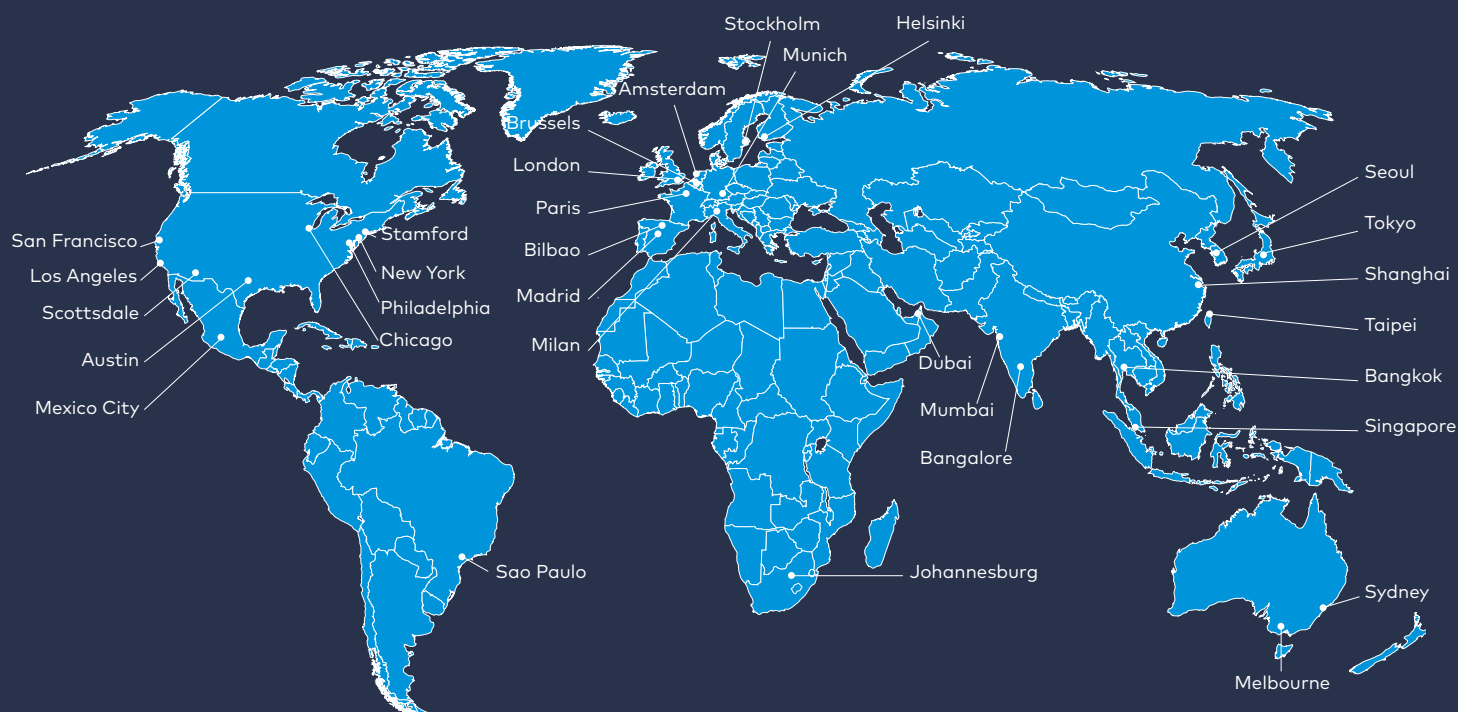 Stockholm
Helsinki
Munich
Amsterdam
Brussels
London
Paris
Bilbao
Madrid
Milan
San Francisco
Los Angeles
Scottsdale
Austin
Mexico City
Stamford
New York
Philadelphia
Chicago
Sao Paulo
Dubai
Mumbai
Bangalore
Johannesburg
Seoul
Tokyo
Shanghai
Taipei
Bangkok
Singapore
Sydney
Melbourne